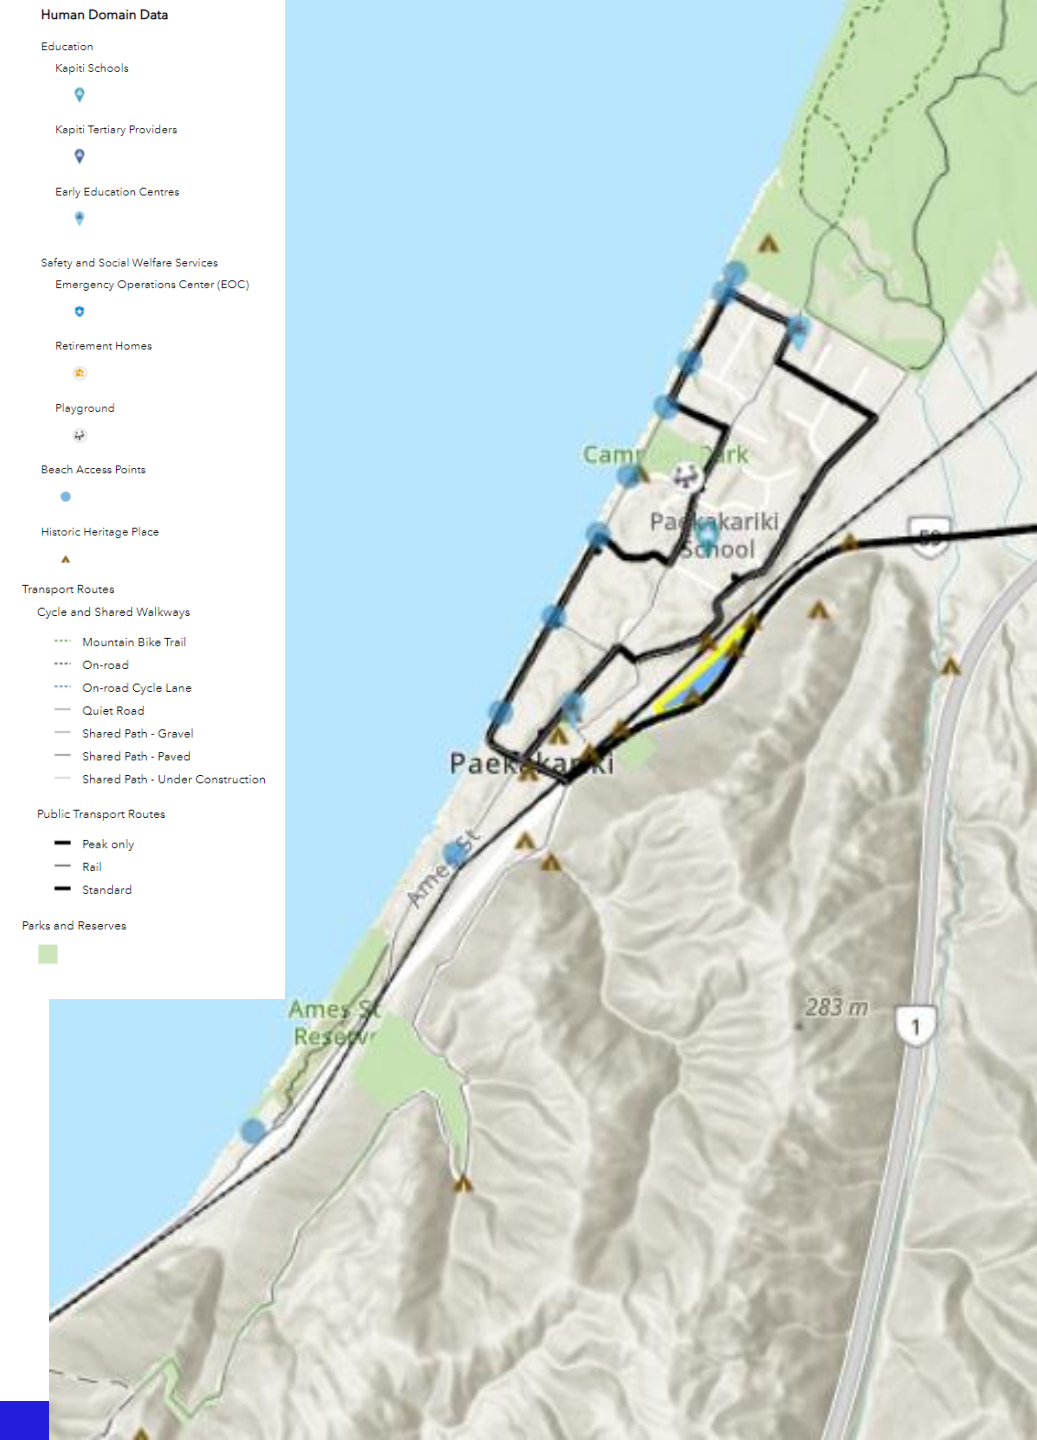 Human Domain Data
Education
Kapiti Schools
Kapiti Tertiary Providers
Early Education Centres
Safety and Social Welfare Services
Emergency Operations Center (EOC)
Retirement Homes
Playground
Beach Access Points
Historic Heritage Place
Transport Routes
Cycle and Shared Walkways
Mountain Bike Trail
On-road
On-road Cycle Lane
Quiet Road
Shared Path - Gravel
Shared Path - Paved
Shared Path - Under Construction
Public Transport Routes
Peak only
Rail
Standard
Parks and Reserves
Paekakariki
School
59
Paekakariki
Ames St
Ames St
Reserve
283 m
1